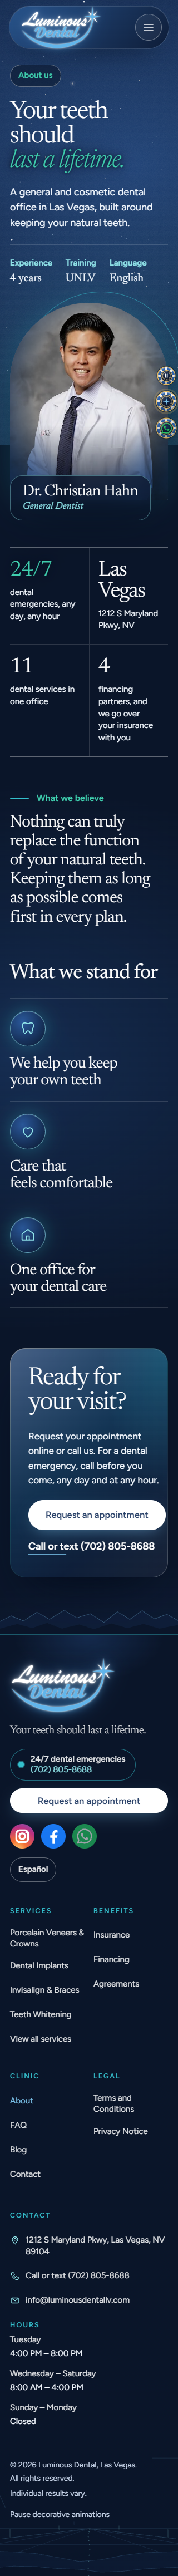 Luminous
Dental
About us
Your teeth
should
last a lifetime.
A general and cosmetic dental
office in Las Vegas, built around
keeping your natural teeth.
Experience
4 years
Training
UNLV
Language
English
Dr. Christian Hahn
General Dentist
24/7
dental
emergencies, any
day, any hour
Las
Vegas
1212 S Maryland
Pkwy, NV
11
dental services in
one office
4
financing
partners, and
we go over
your insurance
with you
What we believe
Nothing can truly
replace the function
of your natural teeth.
Keeping them as long
as possible comes
first in every plan.
What we stand for
We help you keep
your own teeth
Care that
feels comfortable
One office for
your dental care
Ready for
your visit?
Request your appointment
online or call us. For a dental
emergency, call before you
come, any day and at any hour.
Request an appointment
Call or text (702) 805-8688
Luminous
Dental
Your teeth should last a lifetime.
24/7 dental emergencies
(702) 805-8688
Request an appointment
Español
SERVICES
Porcelain Veneers &
Crowns
Dental Implants
Invisalign & Braces
Teeth Whitening
View all services
BENEFITS
Insurance
Financing
Agreements
CLINIC
About
FAQ
Blog
Contact
LEGAL
Terms and
Conditions
Privacy Notice
CONTACT
1212 S Maryland Pkwy, Las Vegas, NV
89104
Call or text (702) 805-8688
info@luminousdentallv.com
HOURS
Tuesday
4:00 PM – 8:00 PM
Wednesday – Saturday
8:00 AM – 4:00 PM
Sunday – Monday
Closed
© 2026 Luminous Dental, Las Vegas.
All rights reserved.
Individual results vary.
Pause decorative animations